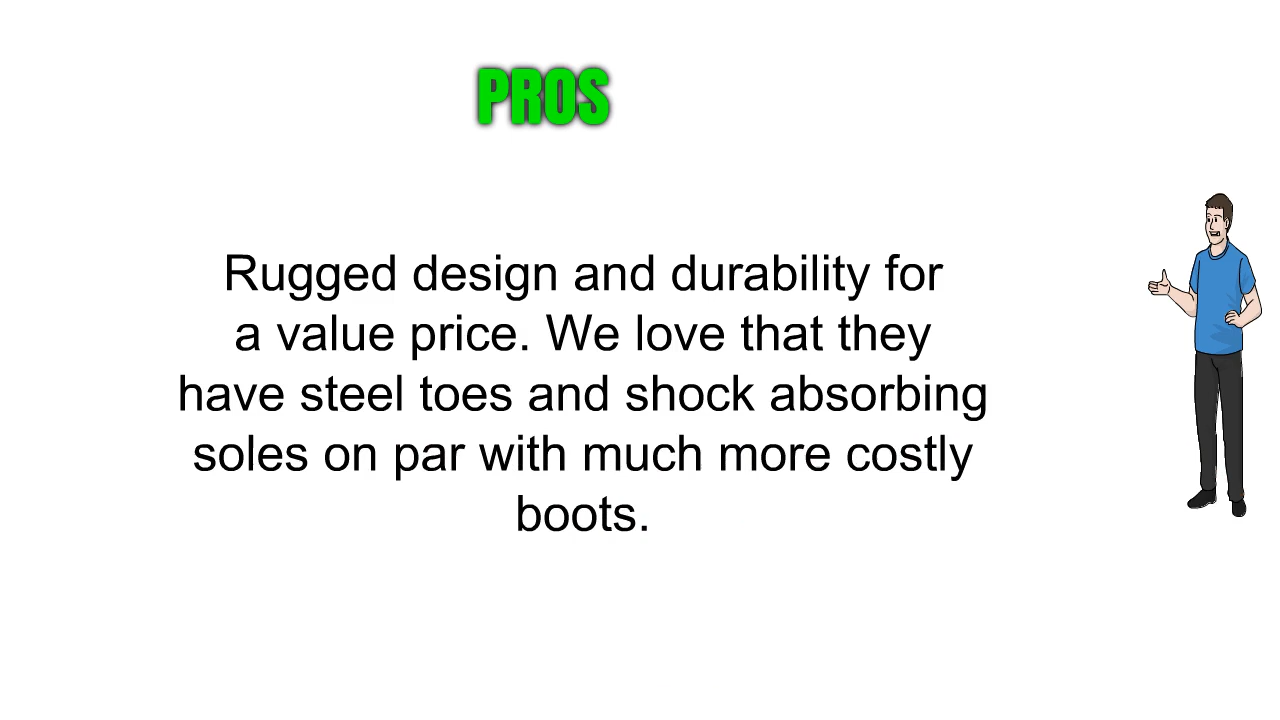 PROS
Rugged design and durability for
a value price. We love that they
have steel toes and shock absorbing
soles on par with much more costly
boots.